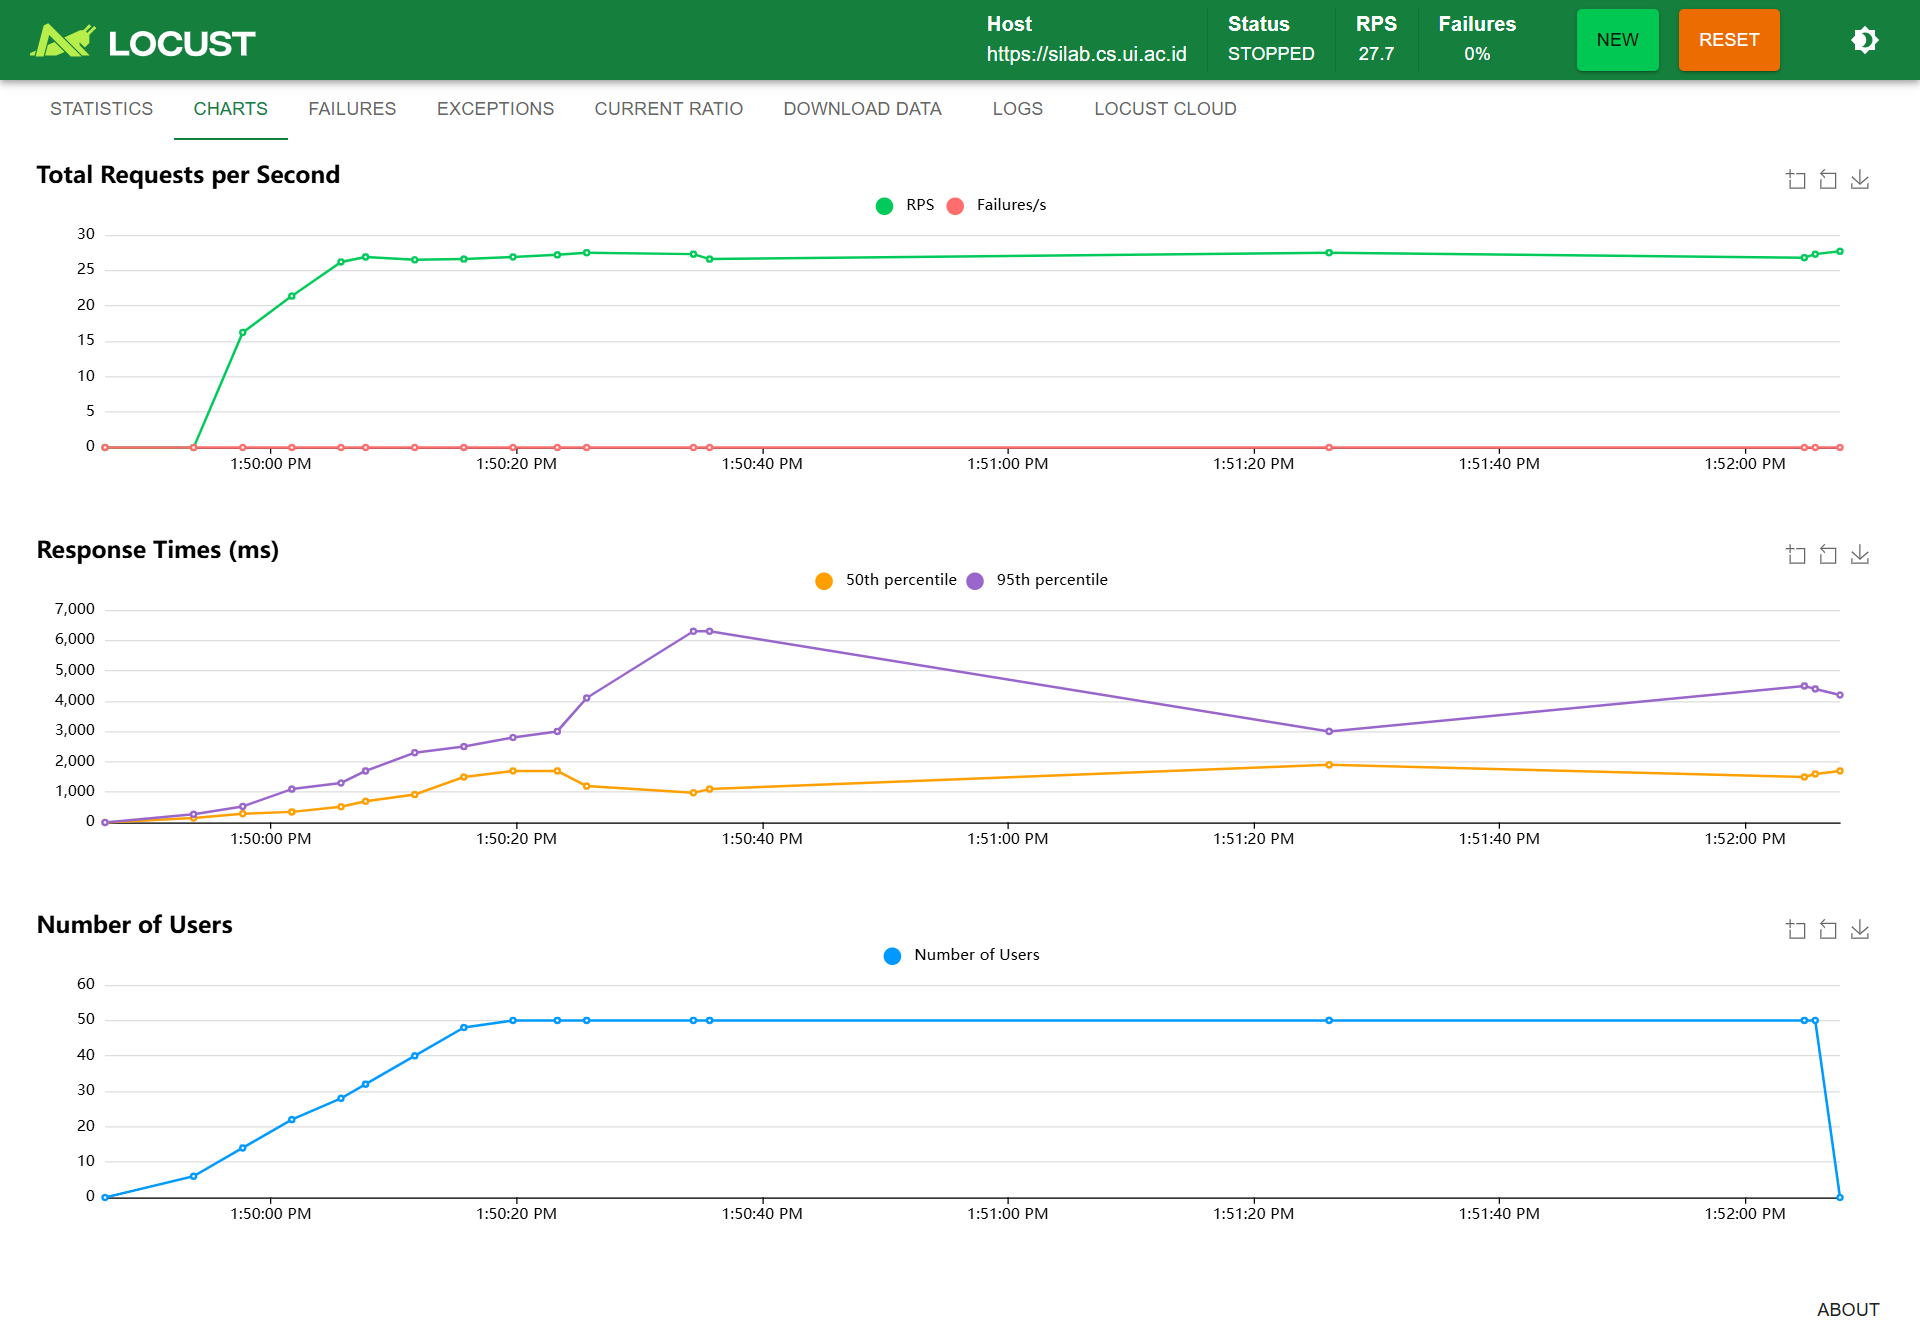 LOCUST
Host
https://silab.cs.ui.ac.id
Status
STOPPED
RPS
27.7
Failures
0%
NEW
RESET
STATISTICS CHARTS FAILURES EXCEPTIONS CURRENT RATIO DOWNLOAD DATA LOGS LOCUST CLOUD
Total Requests per Second
RPS Failures/s
30
25
20
15
10
5
0
1:50:00 PM 1:50:20 PM 1:50:40 PM 1:51:00 PM 1:51:20 PM 1:51:40 PM 1:52:00 PM
Response Times (ms)
50th percentile 95th percentile
7,000
6,000
5,000
4,000
3,000
2,000
1,000
0
1:50:00 PM 1:50:20 PM 1:50:40 PM 1:51:00 PM 1:51:20 PM 1:51:40 PM 1:52:00 PM
Number of Users
Number of Users
60
50
40
30
20
10
0
1:50:00 PM 1:50:20 PM 1:50:40 PM 1:51:00 PM 1:51:20 PM 1:51:40 PM 1:52:00 PM
ABOUT